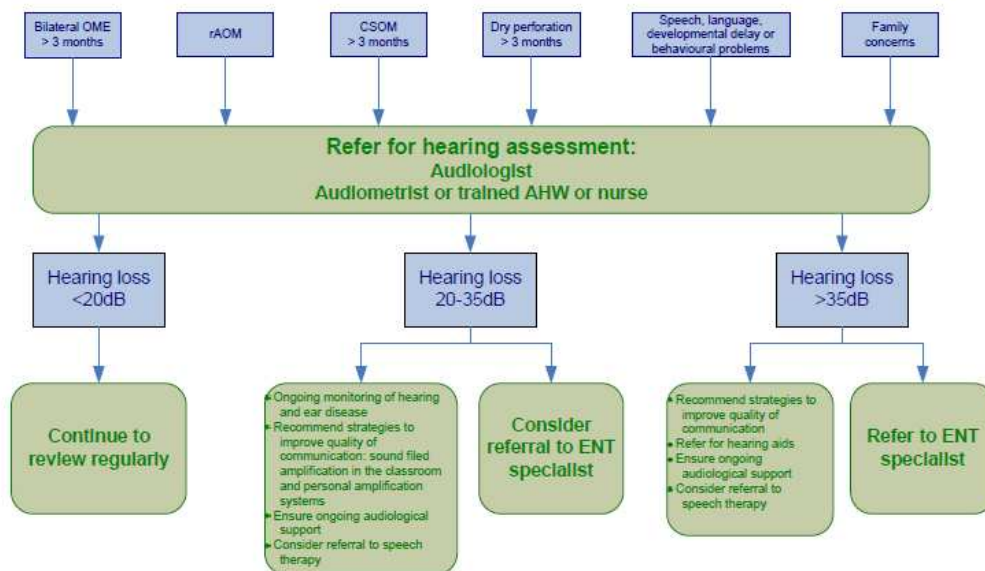 Bilateral OME
> 3 months
rAOM
CSOM
> 3 months
Dry perforation
> 3 months
Speech, language,
developmental delay or
behavioural problems
Family
concerns
Refer for hearing assessment:
Audiologist
Audiometrist or trained AHW or nurse
Hearing loss
<20dB
Hearing loss
20-35dB
Hearing loss
>35dB
Continue to
review regularly
Ongoing monitoring of hearing
and ear disease
Recommend strategies to
improve quality of
communication: sound filed
amplification in the classroom
and personal amplification
systems
Ensure ongoing audiological
support
Consider referral to speech
therapy
Consider
referral to ENT
specialist
Recommend strategies to
improve quality of
communication
Refer for hearing aids
Ensure ongoing
audiological support
Consider referral to
speech therapy
Refer to ENT
specialist